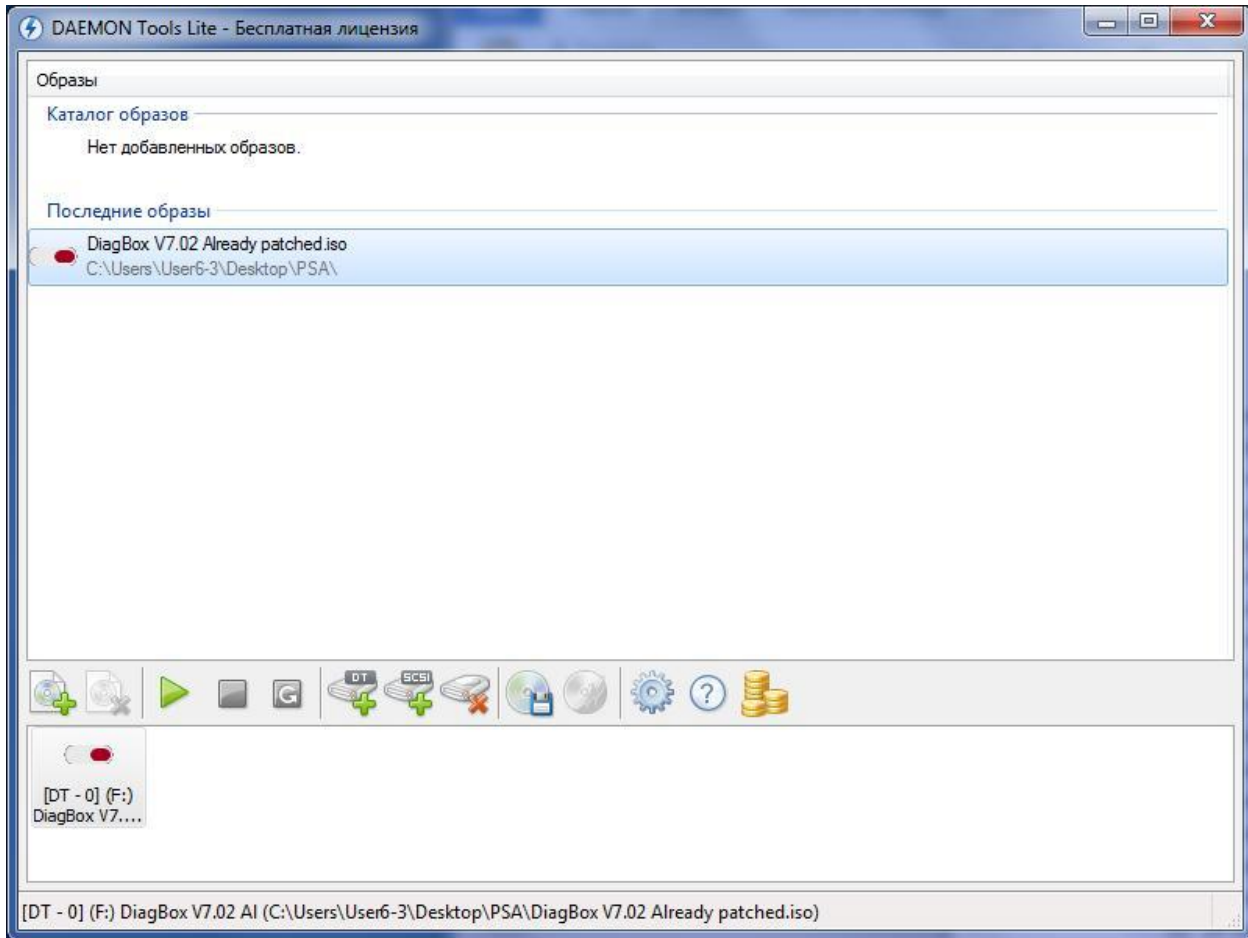 DAEMON Tools Lite - Бесплатная лицензия
Образы
Каталог образов
Нет добавленных образов.
Последние образы
DiagBox V7.02 Already patched.iso
C:\Users\User6-3\Desktop\PSA\
DT
SCSI
G
?
[DT - 0] (F:)
DiagBox V7....
[DT - 0] (F:) DiagBox V7.02 Al (C:\Users\User6-3\Desktop\PSA\DiagBox V7.02 Already patched.iso)